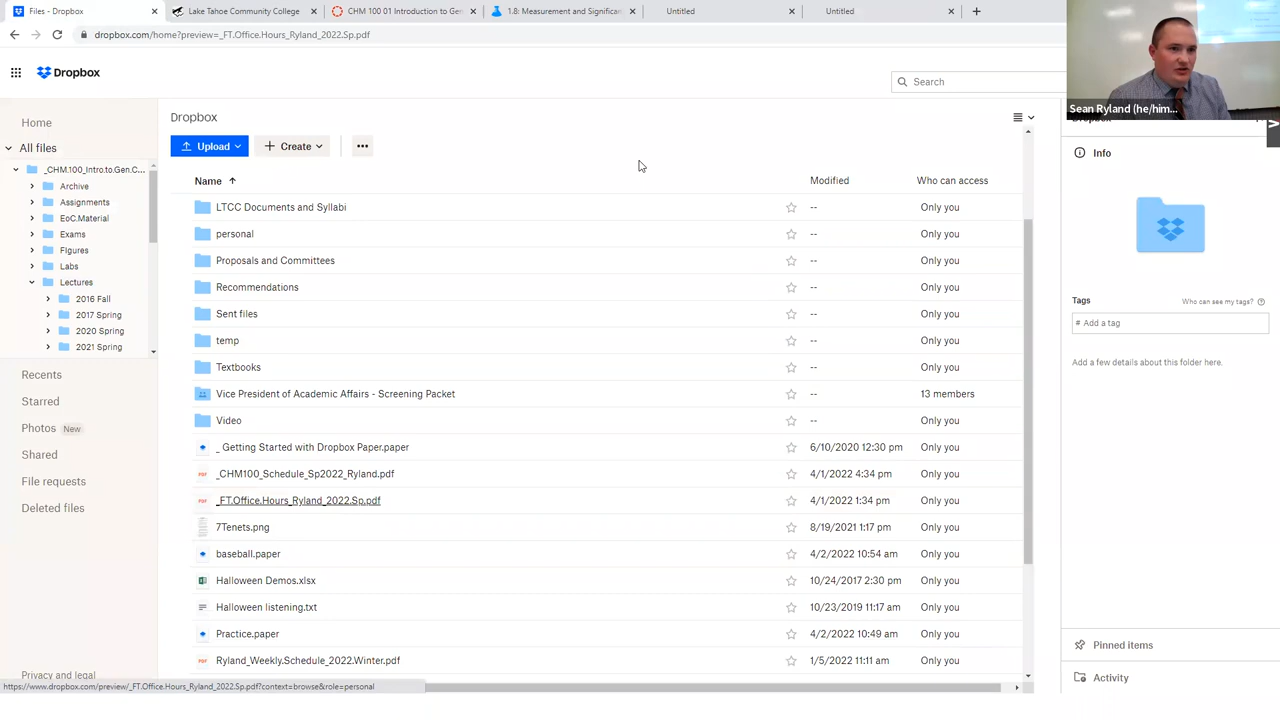 Files - Dropbox
Lake Tahoe Community College
CHM 100 01 Introduction to Gen
1.8: Measurement and Significan
Untitled
Untitled
dropbox.com/home?preview=_FT.Office.Hours_Ryland_2022.Sp.pdf
Dropbox
Search
Sean Ryland (he/him...
Home
All files
_CHM.100_Intro.to.Gen.C...
Archive
Assignments
EoC.Material
Exams
FIgures
Labs
Lectures
2016 Fall
2017 Spring
2020 Spring
2021 Spring
Recents
Starred
Photos New
Shared
File requests
Deleted files
Privacy and legal
Dropbox
Upload
Create
Name Modified Who can access
LTCC Documents and Syllabi -- Only you
personal -- Only you
Proposals and Committees -- Only you
Recommendations -- Only you
Sent files -- Only you
temp -- Only you
Textbooks -- Only you
Vice President of Academic Affairs - Screening Packet -- 13 members
Video -- Only you
_ Getting Started with Dropbox Paper.paper 6/10/2020 12:30 pm Only you
PDF _CHM100_Schedule_Sp2022_Ryland.pdf 4/1/2022 4:34 pm Only you
PDF _FT.Office.Hours_Ryland_2022.Sp.pdf 4/1/2022 1:34 pm Only you
7Tenets.png 8/19/2021 1:17 pm Only you
baseball.paper 4/2/2022 10:54 am Only you
Halloween Demos.xlsx 10/24/2017 2:30 pm Only you
Halloween listening.txt 10/23/2019 11:17 am Only you
Practice.paper 4/2/2022 10:49 am Only you
PDF Ryland_Weekly.Schedule_2022.Winter.pdf 1/5/2022 11:11 am Only you
Info
Tags Who can see my tags?
# Add a tag
Add a few details about this folder here.
Pinned items
Activity
https://www.dropbox.com/preview/_FT.Office.Hours_Ryland_2022.Sp.pdf?context=browse&role=personal